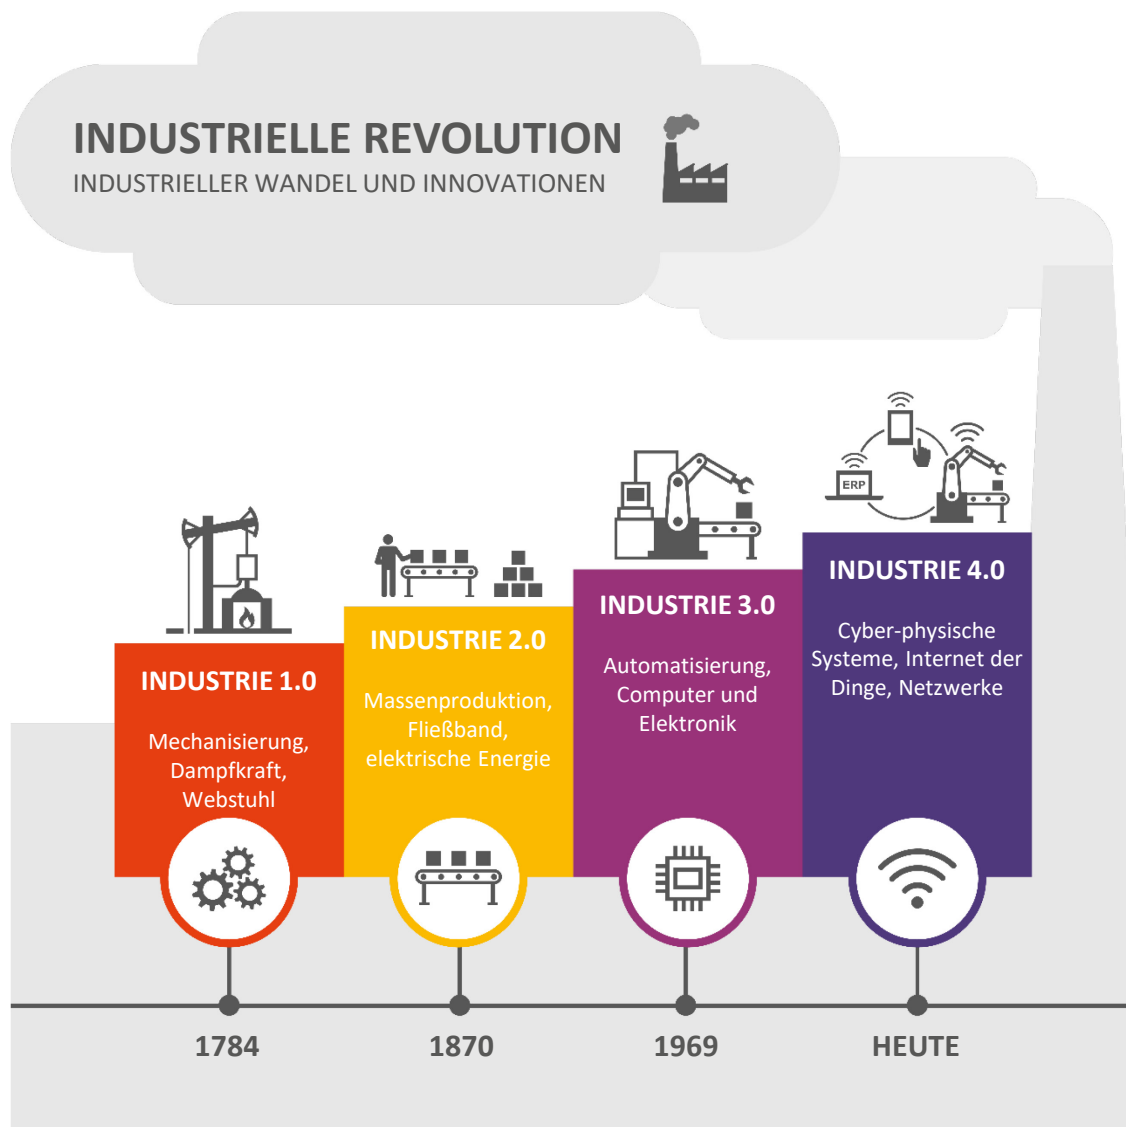 INDUSTRIELLE REVOLUTION
INDUSTRIELLER WANDEL UND INNOVATIONEN
ERP
INDUSTRIE 1.0
Mechanisierung,
Dampfkraft,
Webstuhl
INDUSTRIE 2.0
Massenproduktion,
Fließband,
elektrische Energie
INDUSTRIE 3.0
Automatisierung,
Computer und
Elektronik
INDUSTRIE 4.0
Cyber-physische
Systeme, Internet der
Dinge, Netzwerke
1784
1870
1969
HEUTE